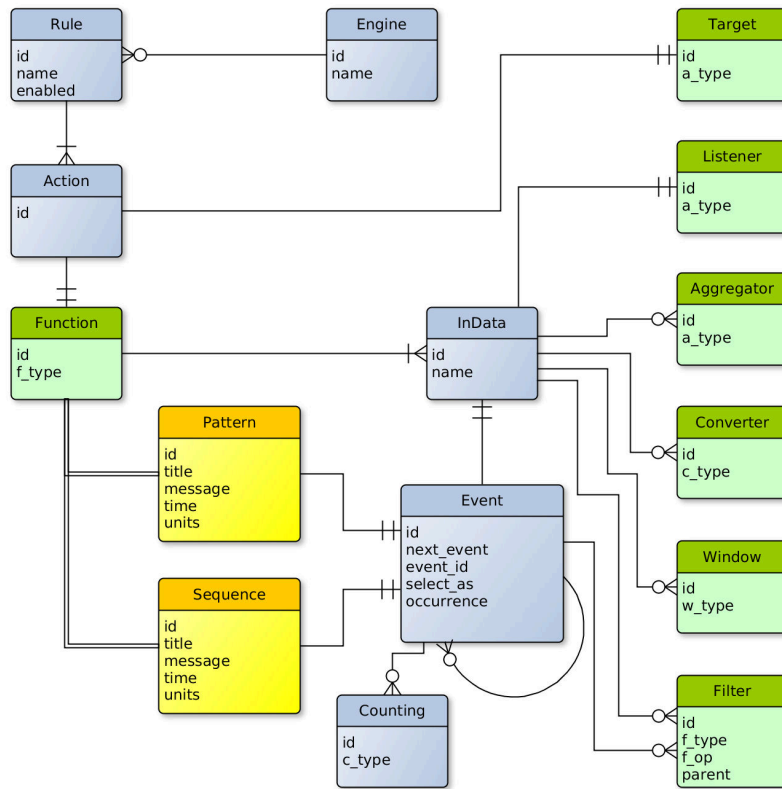 Rule
id
name
enabled
Engine
id
name
Target
id
a_type
Listener
id
a_type
Action
id
Aggregator
id
a_type
Function
id
f_type
InData
id
name
Pattern
id
title
message
time
units
Converter
id
c_type
Event
id
next_event
event_id
select_as
occurrence
Window
id
w_type
Sequence
id
title
message
time
units
Filter
id
f_type
f_op
parent
Counting
id
c_type